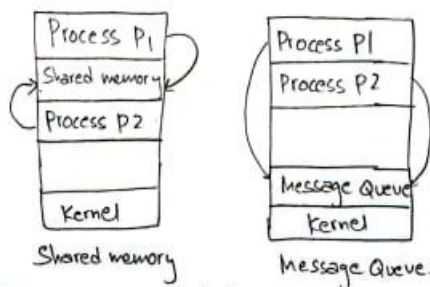 Process P1
Shared memory
Process P2
Kernel
Shared memory
Process P1
Process P2
Message Queue
Kernel
Message Queue.